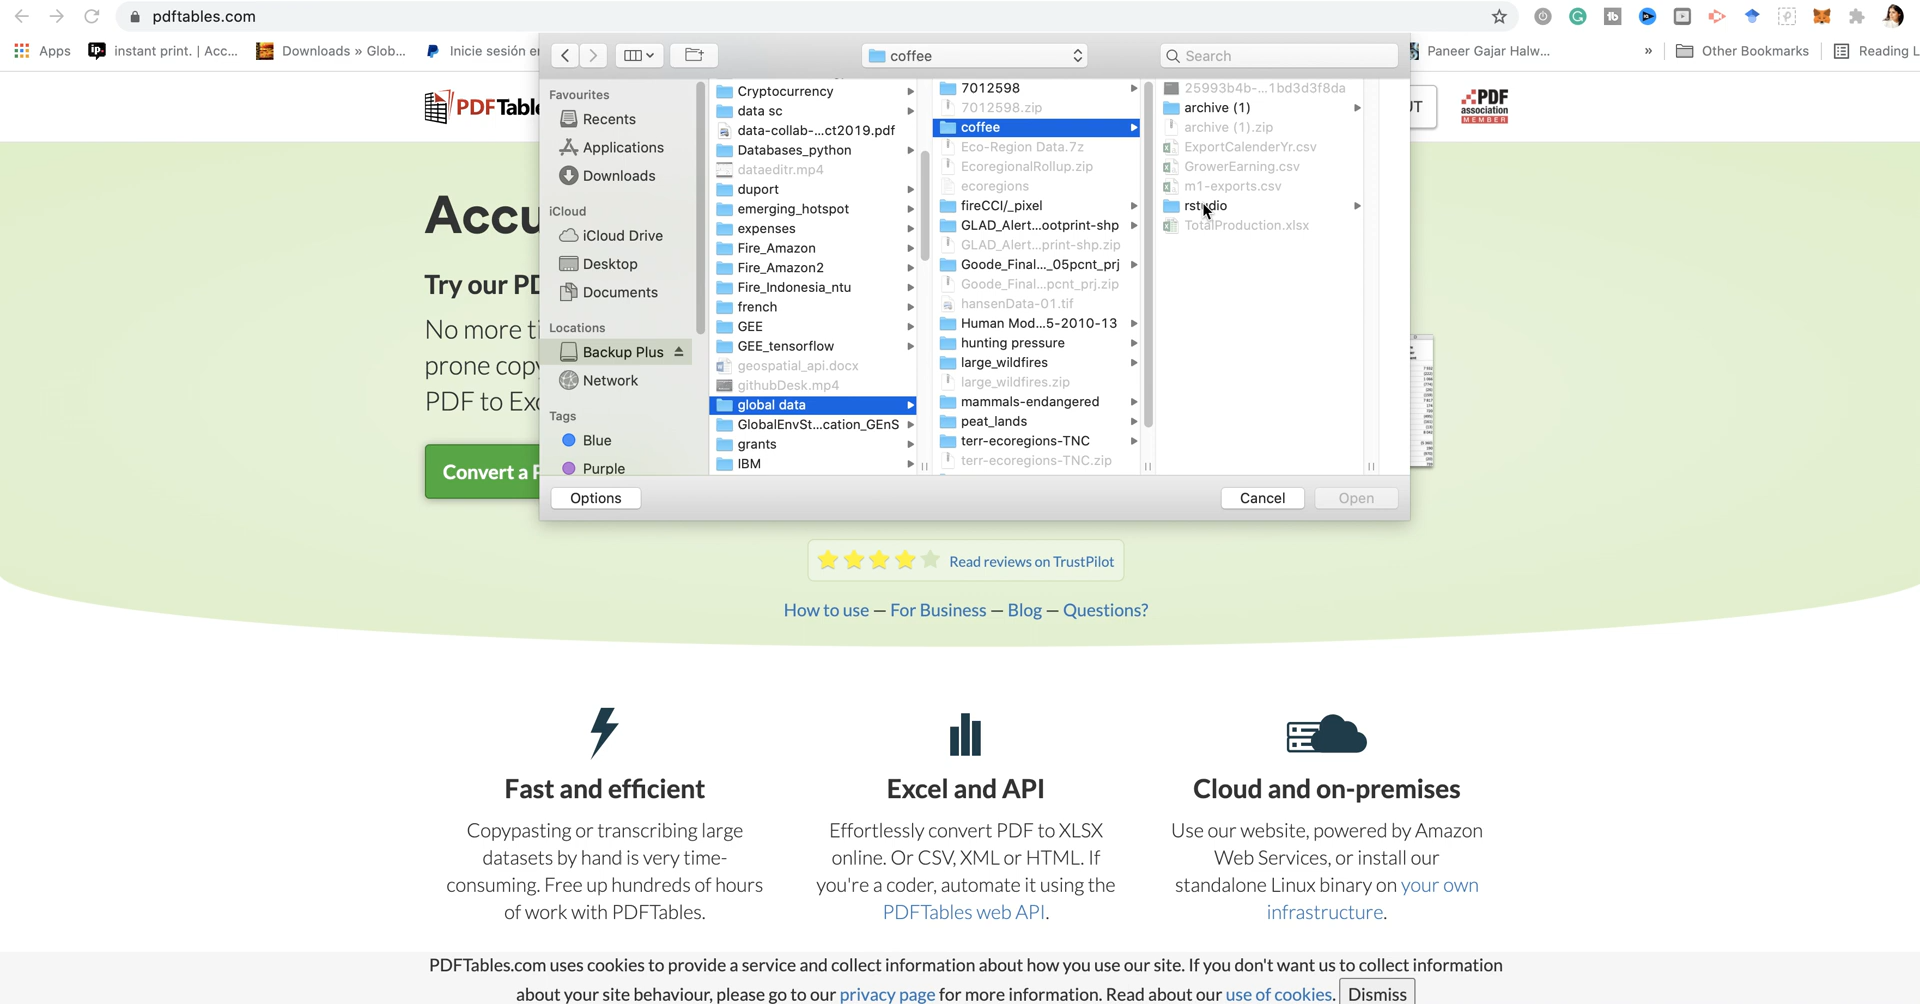 pdftables.com
Apps
ip. instant print. | Acc...
Downloads » Glob...
Inicie sesión e
Paneer Gajar Halw...
»
Other Bookmarks
Reading L
PDFTabl
UT
PDF
association
MEMBER
coffee
Search
Favourites
Recents
Applications
Downloads
iCloud
iCloud Drive
Desktop
Documents
Locations
Backup Plus
Network
Tags
Blue
Purple
Cryptocurrency
data sc
data-collab-...ct2019.pdf
Databases_python
dataeditr.mp4
duport
emerging_hotspot
expenses
Fire_Amazon
Fire_Amazon2
Fire_Indonesia_ntu
french
GEE
GEE_tensorflow
geospatial_api.docx
githubDesk.mp4
global data
GlobalEnvSt...cation_GEnS
grants
IBM
7012598
7012598.zip
coffee
Eco-Region Data.7z
EcoregionalRollup.zip
ecoregions
fireCCI/_pixel
GLAD_Alert...ootprint-shp
GLAD_Alert...print-shp.zip
Goode_Final..._05pcnt_prj
Goode_Final...pcnt_prj.zip
hansenData-01.tif
Human Mod...5-2010-13
hunting pressure
large_wildfires
large_wildfires.zip
mammals-endangered
peat_lands
terr-ecoregions-TNC
terr-ecoregions-TNC.zip
25993b4b-...1bd3d3f8da
archive (1)
archive (1).zip
ExportCalenderYr.csv
GrowerEarning.csv
m1-exports.csv
rstudio
TotalProduction.xlsx
Options
Cancel
Open
Accu
Try our PD
No more ti
prone copy
PDF to Exc
Convert a P
Read reviews on TrustPilot
How to use — For Business — Blog — Questions?
Fast and efficient
Copypasting or transcribing large
datasets by hand is very time-
consuming. Free up hundreds of hours
of work with PDFTables.
Excel and API
Effortlessly convert PDF to XLSX
online. Or CSV, XML or HTML. If
you're a coder, automate it using the
PDFTables web API.
Cloud and on-premises
Use our website, powered by Amazon
Web Services, or install our
standalone Linux binary on your own
infrastructure.
PDFTables.com uses cookies to provide a service and collect information about how you use our site. If you don't want us to collect information
about your site behaviour, please go to our privacy page for more information. Read about our use of cookies. Dismiss